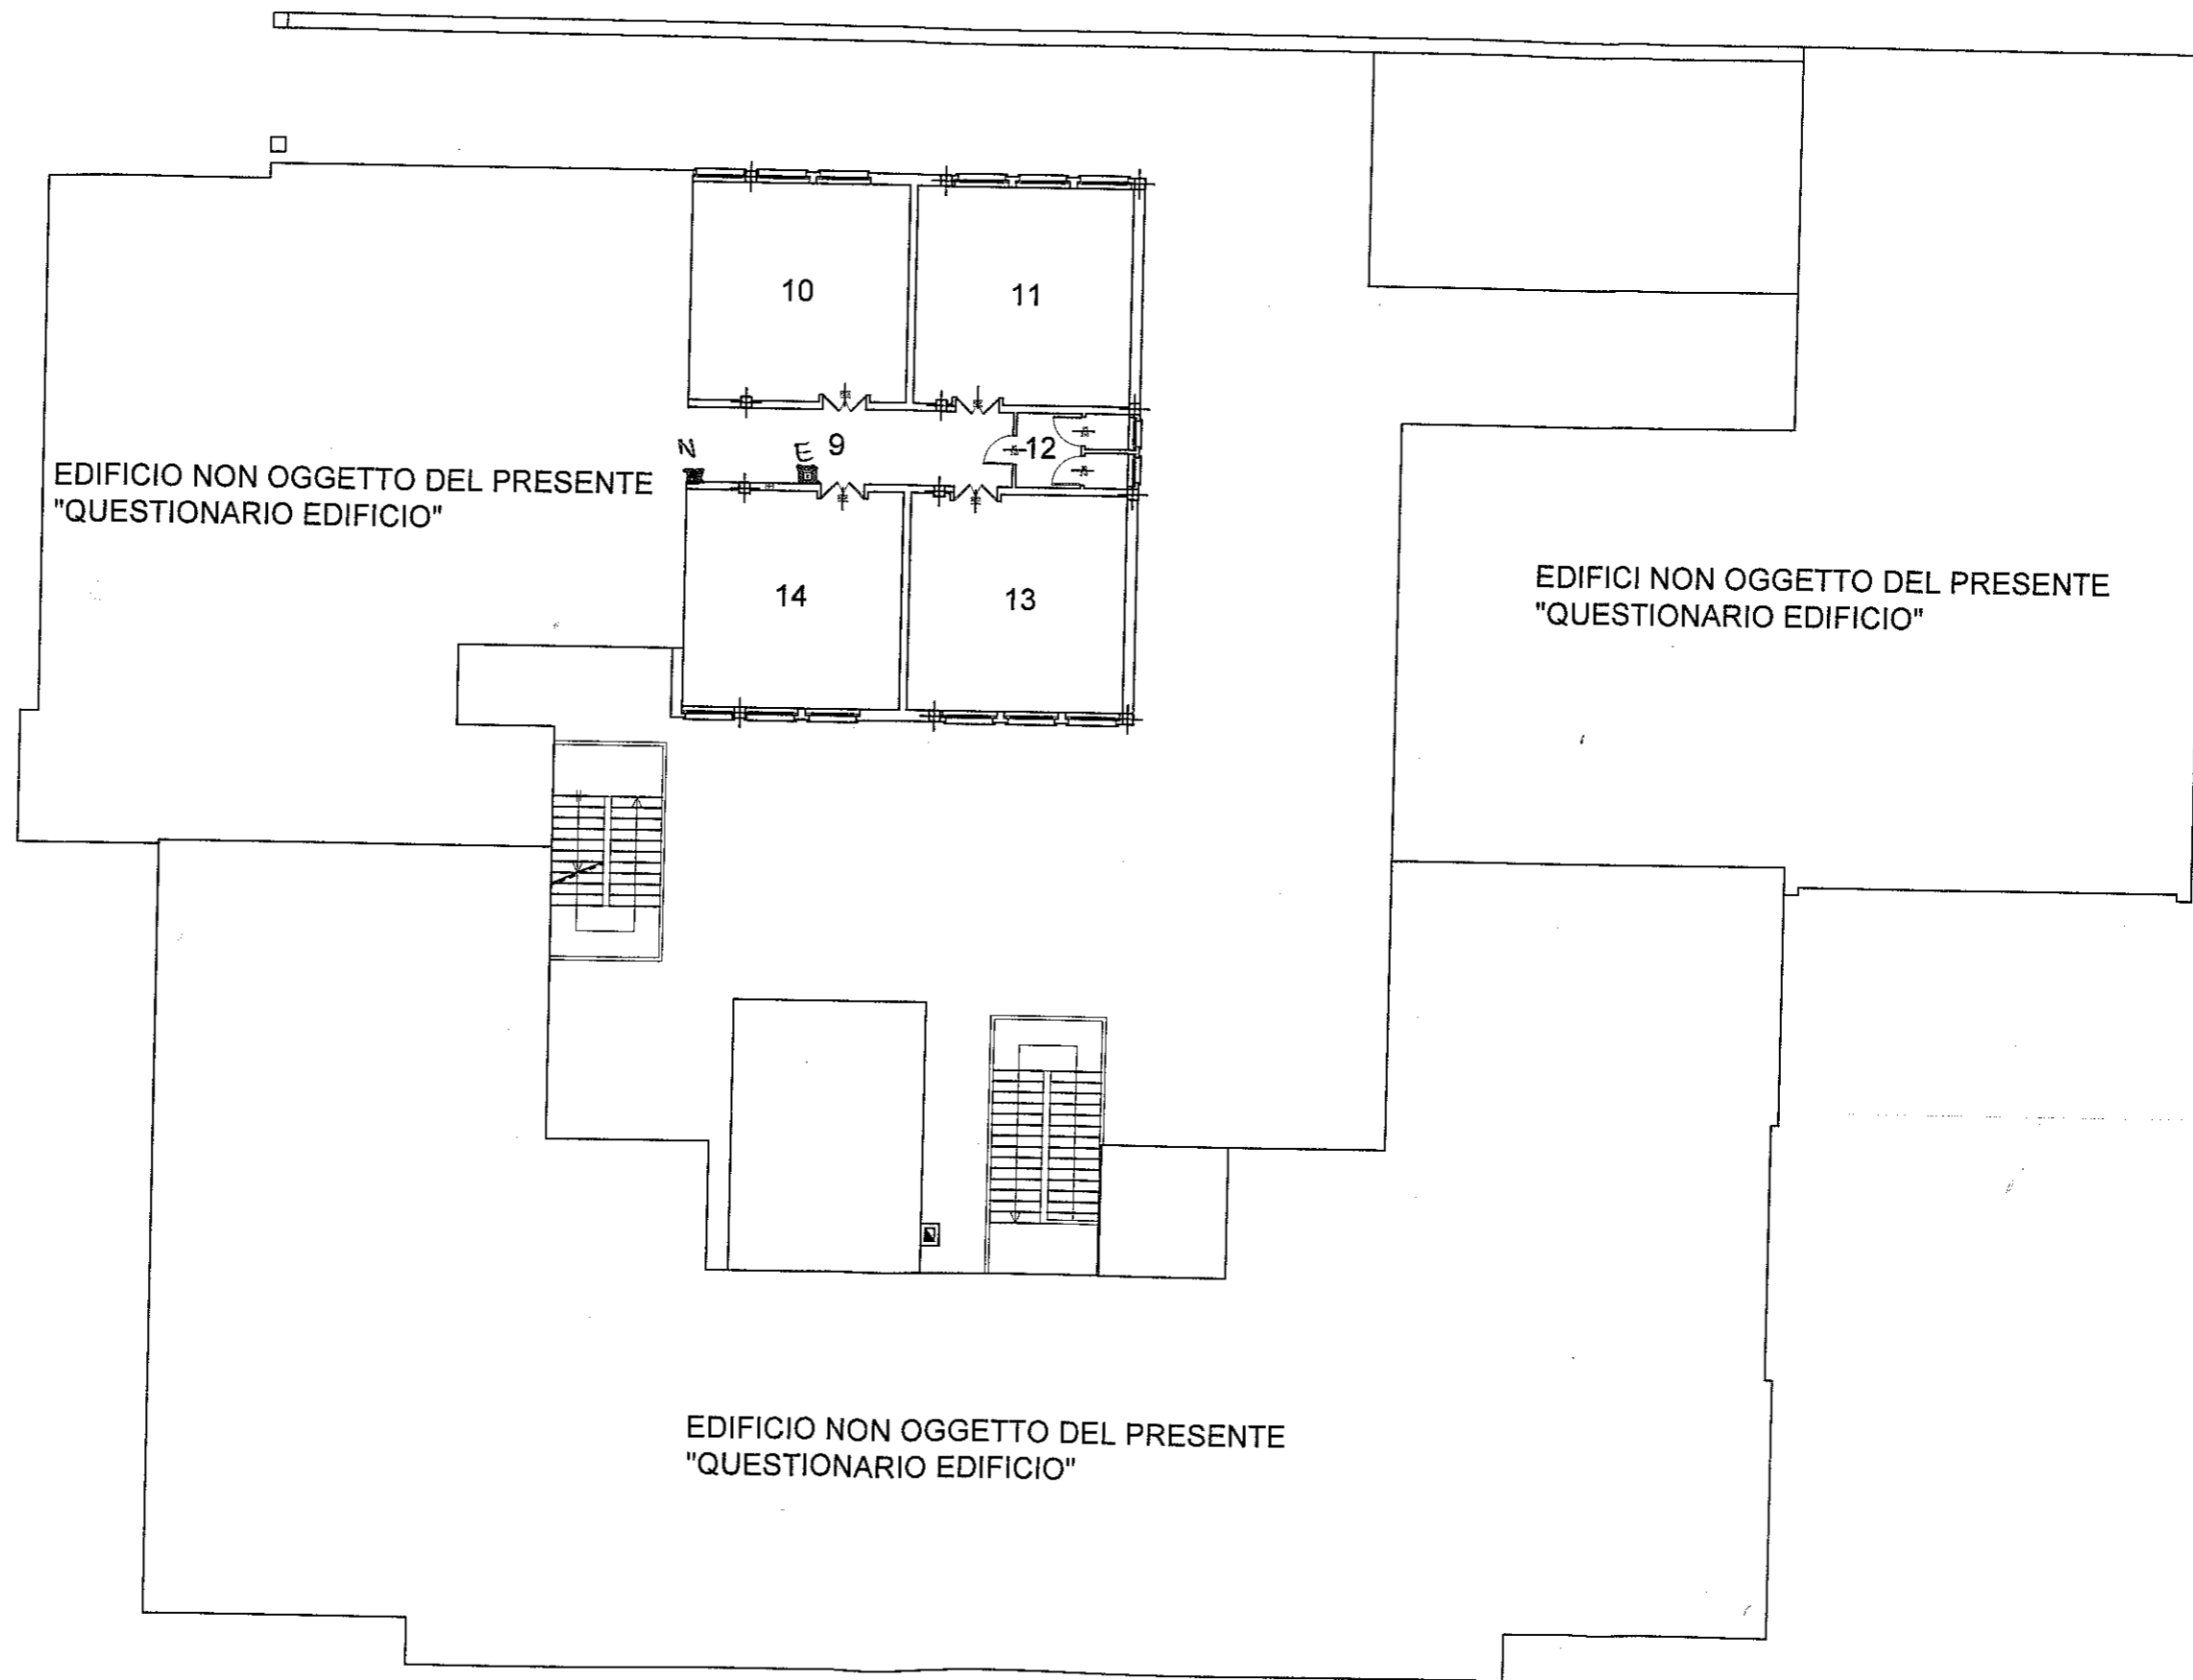 10
11
N
E 9
12
EDIFICIO NON OGGETTO DEL PRESENTE
"QUESTIONARIO EDIFICIO"
14
13
EDIFICI NON OGGETTO DEL PRESENTE
"QUESTIONARIO EDIFICIO"
EDIFICIO NON OGGETTO DEL PRESENTE
"QUESTIONARIO EDIFICIO"